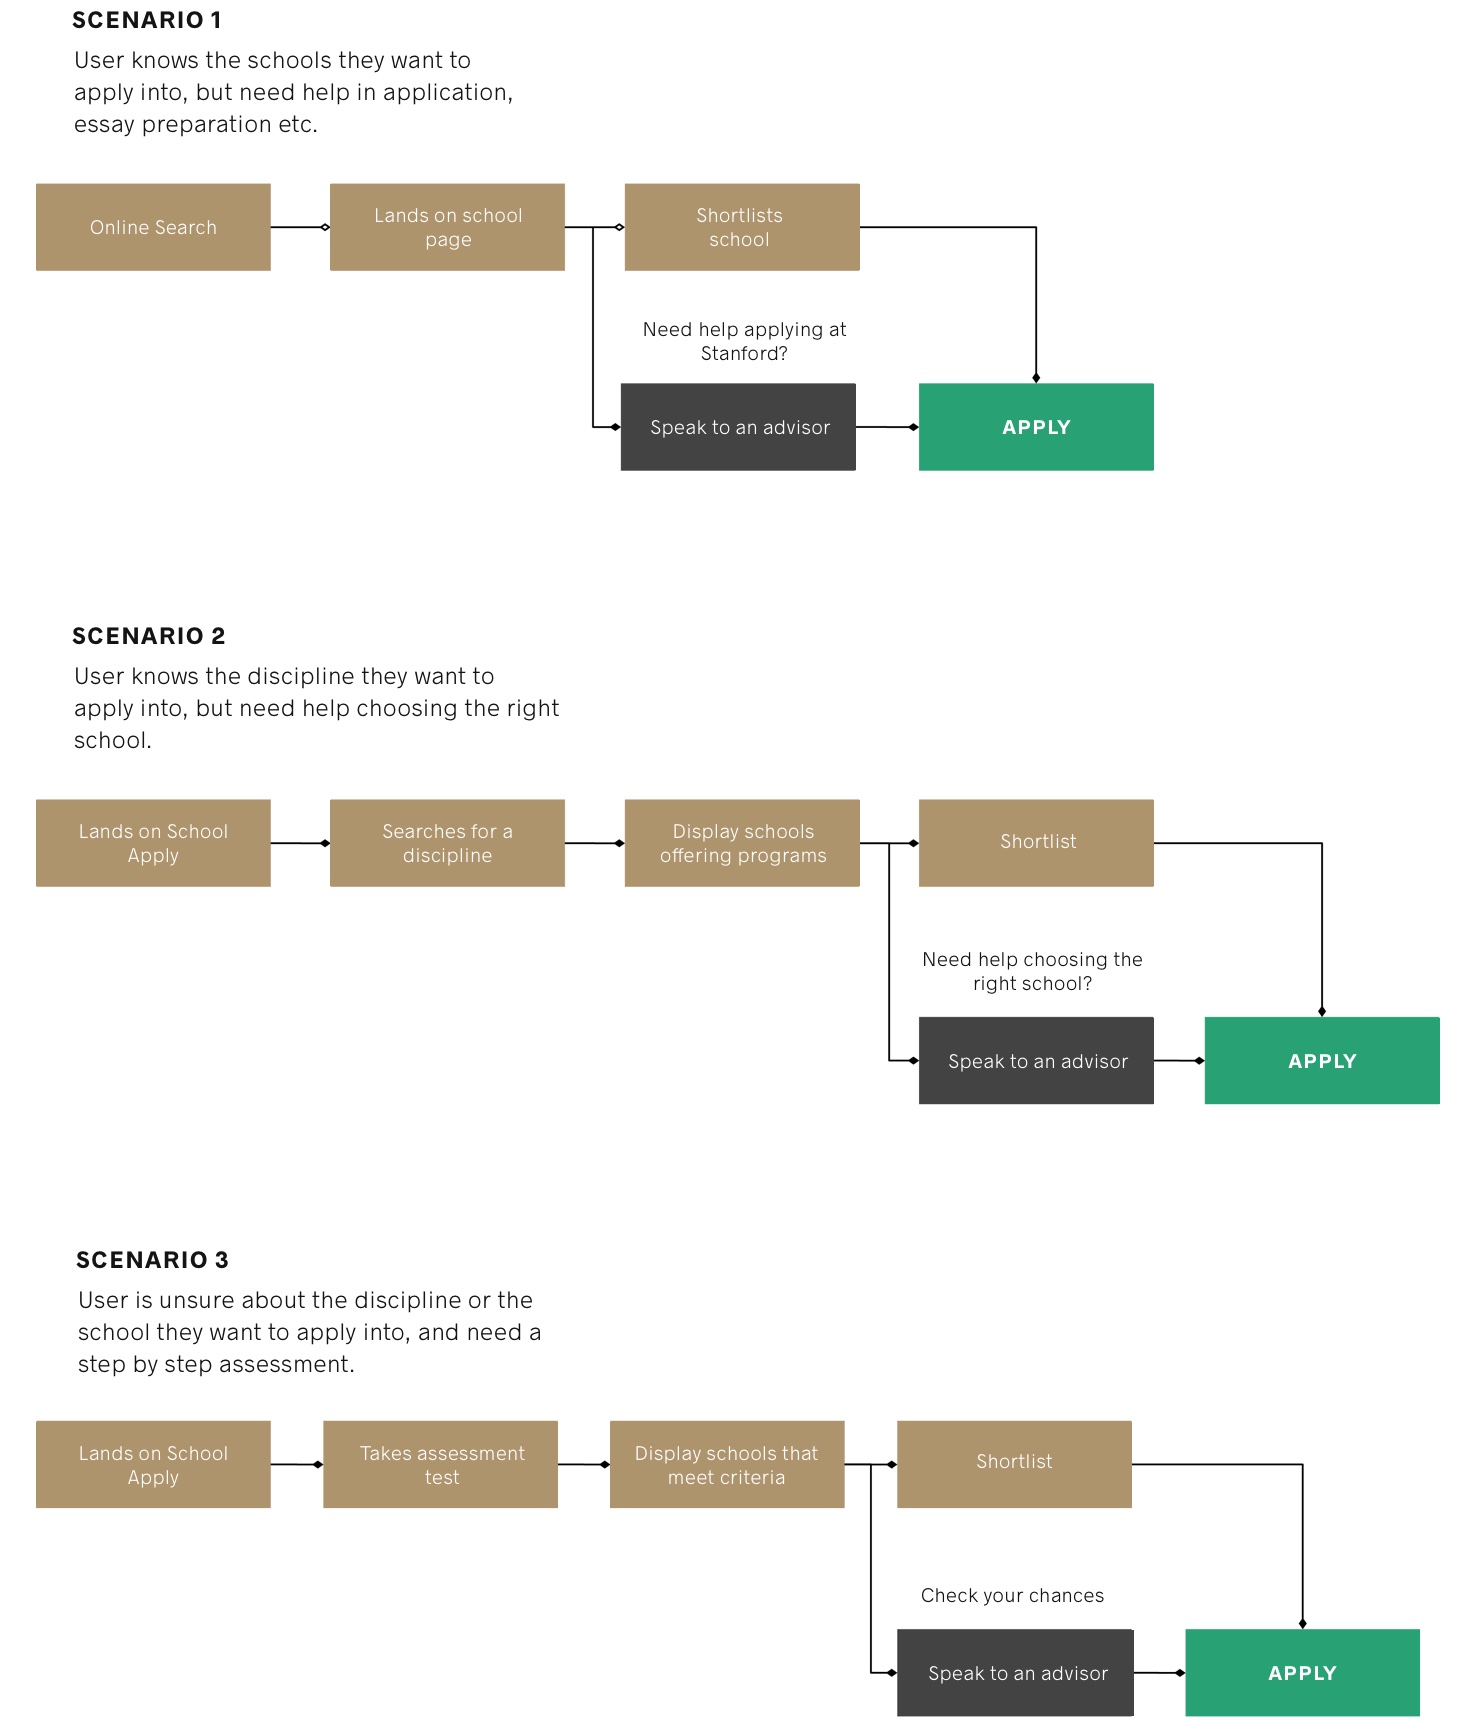 SCENARIO 1
User knows the schools they want to
apply into, but need help in application,
essay preparation etc.
Online Search
Lands on school
page
Shortlists
school
Need help applying at
Stanford?
Speak to an advisor
APPLY
SCENARIO 2
User knows the discipline they want to
apply into, but need help choosing the right
school.
Lands on School
Apply
Searches for a
discipline
Display schools
offering programs
Shortlist
Need help choosing the
right school?
Speak to an advisor
APPLY
SCENARIO 3
User is unsure about the discipline or the
school they want to apply into, and need a
step by step assessment.
Lands on School
Apply
Takes assessment
test
Display schools that
meet criteria
Shortlist
Check your chances
Speak to an advisor
APPLY